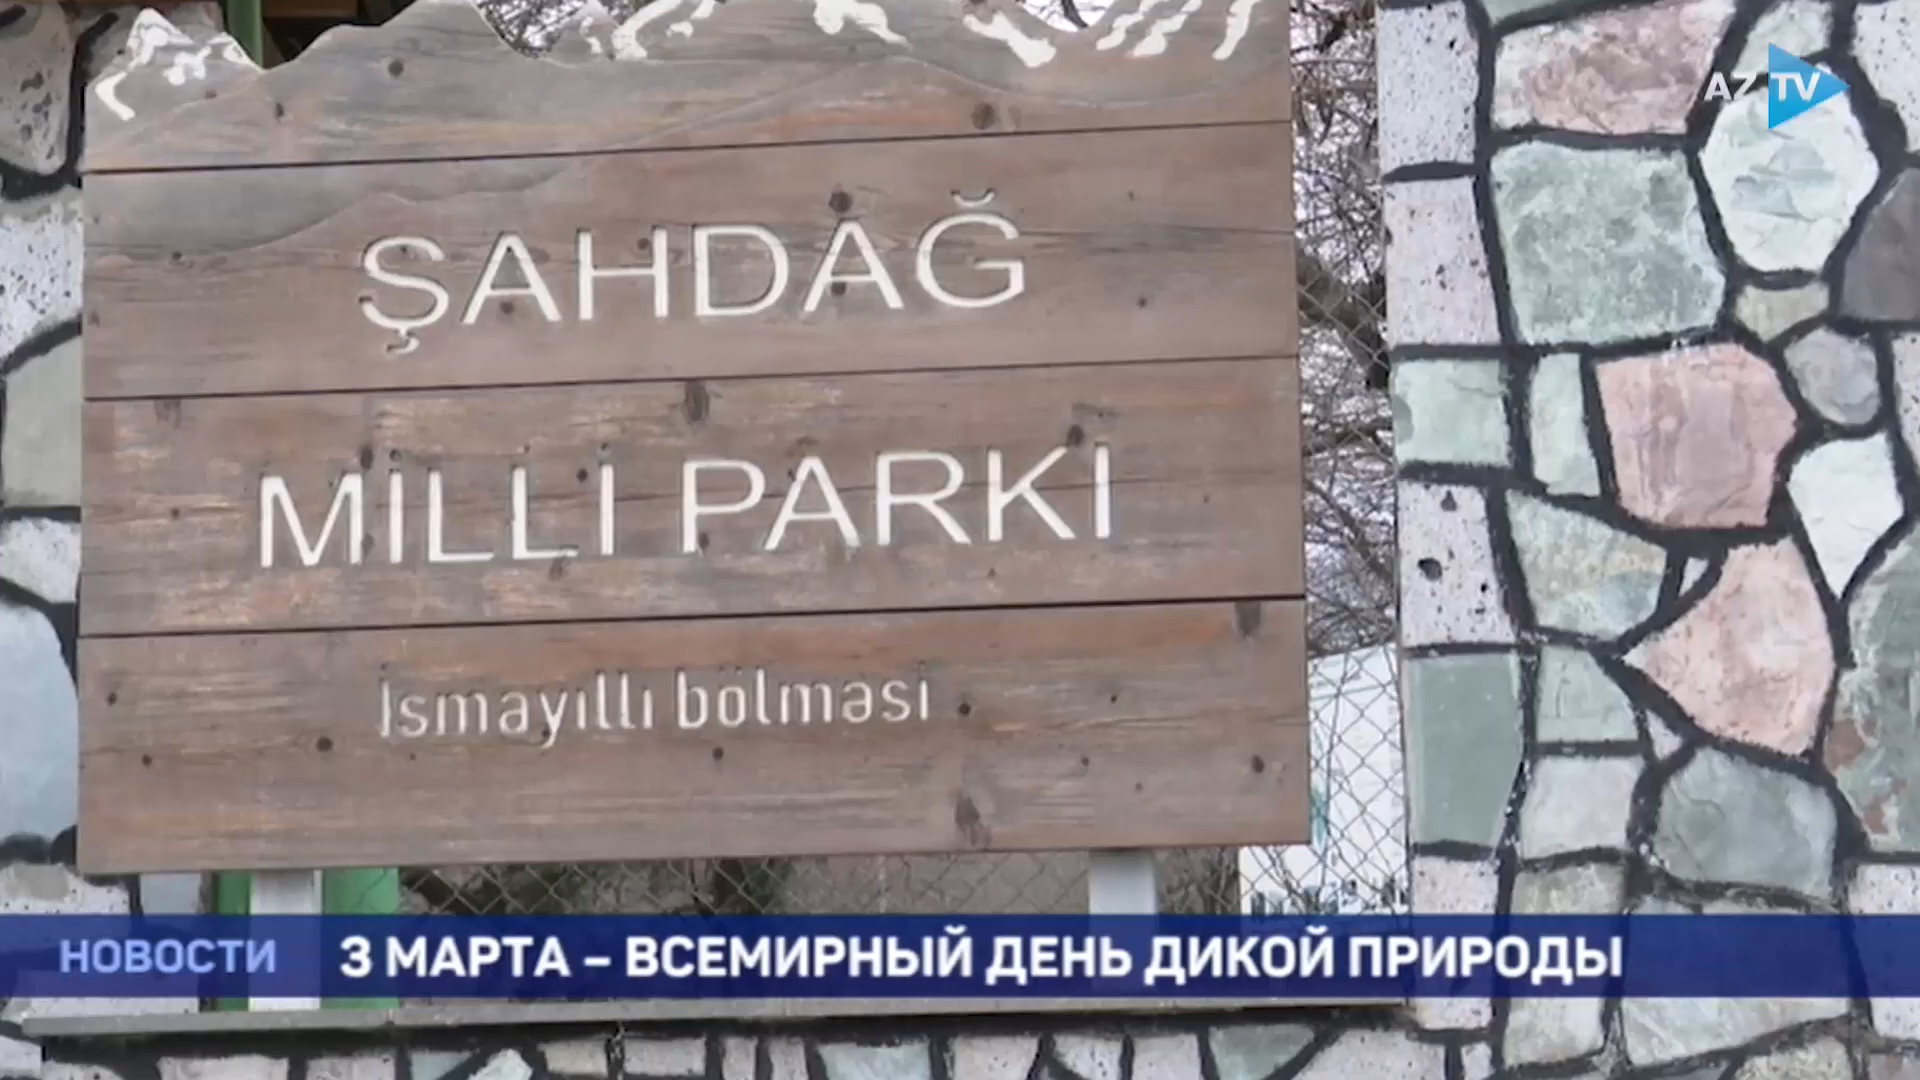 AZTV
ŞAHDAĞ
MİLLİ PARKI
İsmayıllı bölməsi
НОВОСТИ 3 МАРТА – ВСЕМИРНЫЙ ДЕНЬ ДИКОЙ ПРИРОДЫ